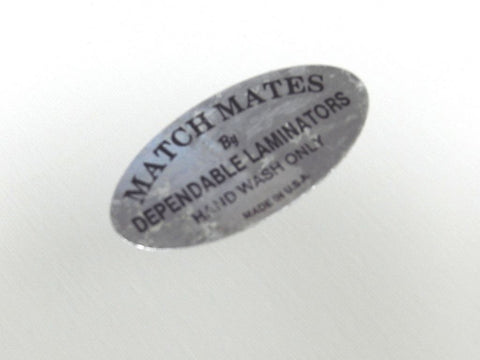 MATCH MATES
By
DEPENDABLE LAMINATORS
HAND WASH ONLY
MADE IN U.S.A.